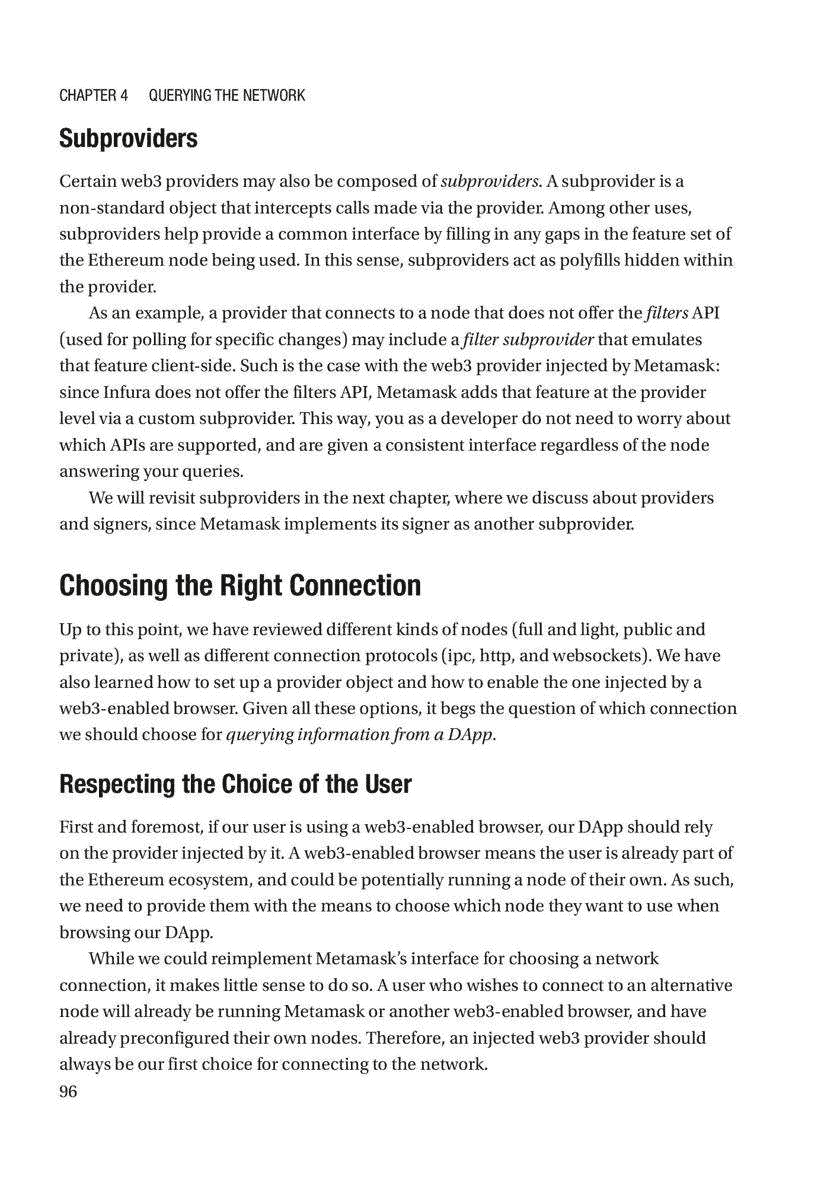 CHAPTER 4 QUERYING THE NETWORK
Subproviders
Certain web3 providers may also be composed of subproviders. A subprovider is a
non-standard object that intercepts calls made via the provider. Among other uses,
subproviders help provide a common interface by filling in any gaps in the feature set of
the Ethereum node being used. In this sense, subproviders act as polyfills hidden within
the provider.
As an example, a provider that connects to a node that does not offer the filters API
(used for polling for specific changes) may include a filter subprovider that emulates
that feature client-side. Such is the case with the web3 provider injected by Metamask:
since Infura does not offer the filters API, Metamask adds that feature at the provider
level via a custom subprovider. This way, you as a developer do not need to worry about
which APIs are supported, and are given a consistent interface regardless of the node
answering your queries.
We will revisit subproviders in the next chapter, where we discuss about providers
and signers, since Metamask implements its signer as another subprovider.
Choosing the Right Connection
Up to this point, we have reviewed different kinds of nodes (full and light, public and
private), as well as different connection protocols (ipc, http, and websockets). We have
also learned how to set up a provider object and how to enable the one injected by a
web3-enabled browser. Given all these options, it begs the question of which connection
we should choose for querying information from a DApp.
Respecting the Choice of the User
First and foremost, if our user is using a web3-enabled browser, our DApp should rely
on the provider injected by it. A web3-enabled browser means the user is already part of
the Ethereum ecosystem, and could be potentially running a node of their own. As such,
we need to provide them with the means to choose which node they want to use when
browsing our DApp.
While we could reimplement Metamask's interface for choosing a network
connection, it makes little sense to do so. A user who wishes to connect to an alternative
node will already be running Metamask or another web3-enabled browser, and have
already preconfigured their own nodes. Therefore, an injected web3 provider should
always be our first choice for connecting to the network.
96